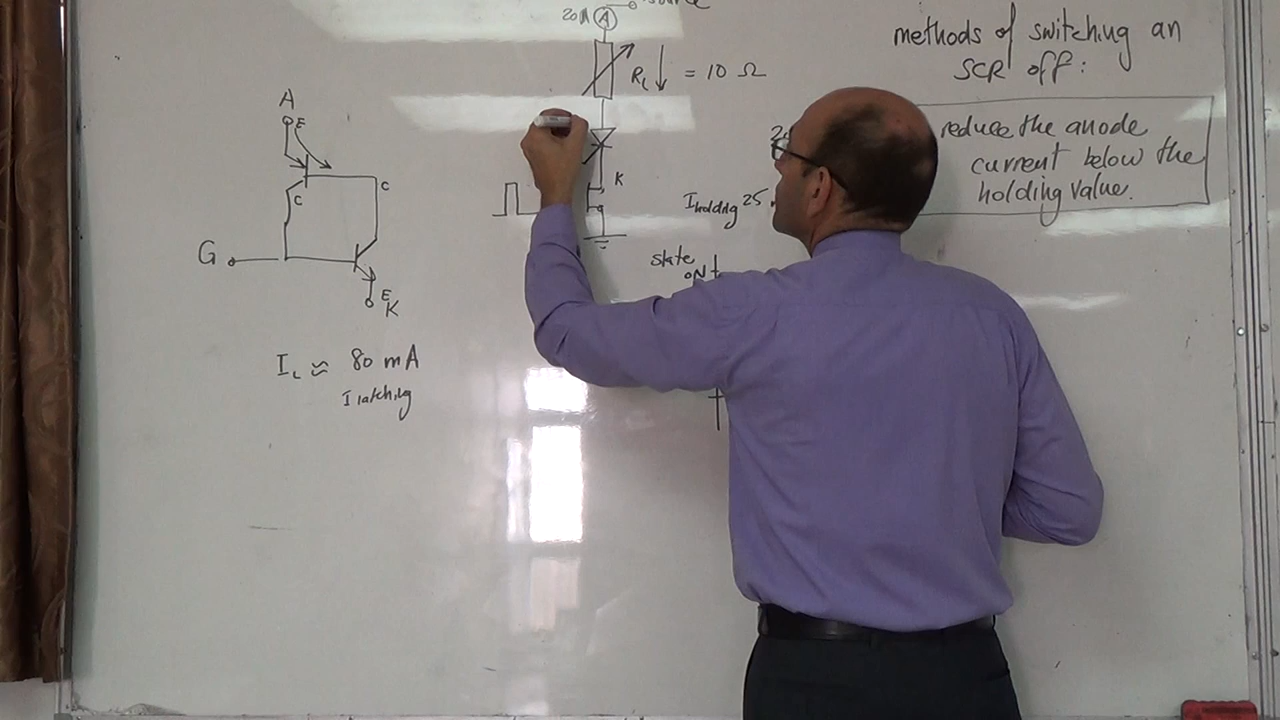 source
20A A
R_L = 10 Ω
methods of switching an
SCR off:
reduce the anode
current below the
holding value.
A
E
C C
K
I holding 25
G
state
ON
E
K
I_L ≈ 80 mA
I latching